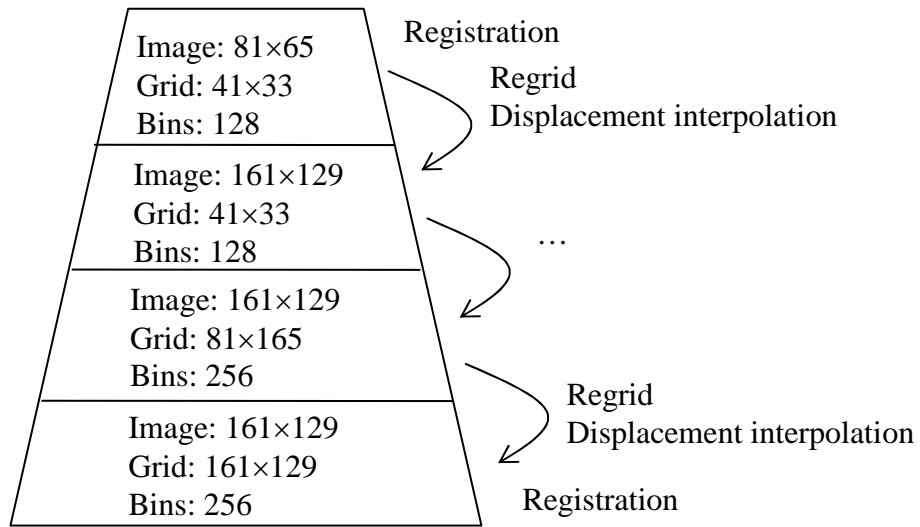 Image: 81×65
Grid: 41×33
Bins: 128
Registration
Regrid
Displacement interpolation
Image: 161×129
Grid: 41×33
Bins: 128
…
Image: 161×129
Grid: 81×165
Bins: 256
Regrid
Displacement interpolation
Image: 161×129
Grid: 161×129
Bins: 256
Registration